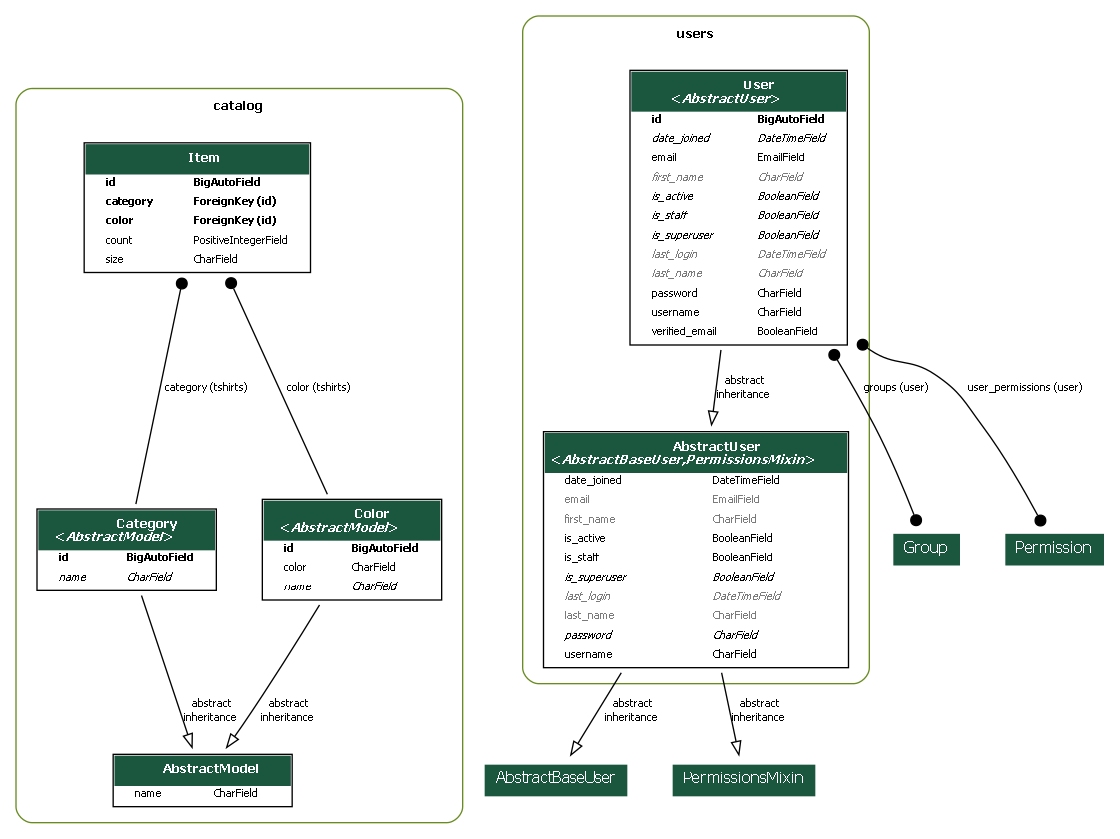 catalog
Item
id BigAutoField
category ForeignKey (id)
color ForeignKey (id)
count PositiveIntegerField
size CharField
category (tshirts)
color (tshirts)
Category
<AbstractModel>
id BigAutoField
name CharField
Color
<AbstractModel>
id BigAutoField
color CharField
name CharField
abstract
inheritance
abstract
inheritance
AbstractModel
name CharField
users
User
<AbstractUser>
id BigAutoField
date_joined DateTimeField
email EmailField
first_name CharField
is_active BooleanField
is_staff BooleanField
is_superuser BooleanField
last_login DateTimeField
last_name CharField
password CharField
username CharField
verified_email BooleanField
abstract
inheritance
groups (user)
user_permissions (user)
AbstractUser
<AbstractBaseUser,PermissionsMixin>
date_joined DateTimeField
email EmailField
first_name CharField
is_active BooleanField
is_staff BooleanField
is_superuser BooleanField
last_login DateTimeField
last_name CharField
password CharField
username CharField
Group
Permission
abstract
inheritance
abstract
inheritance
AbstractBaseUser
PermissionsMixin